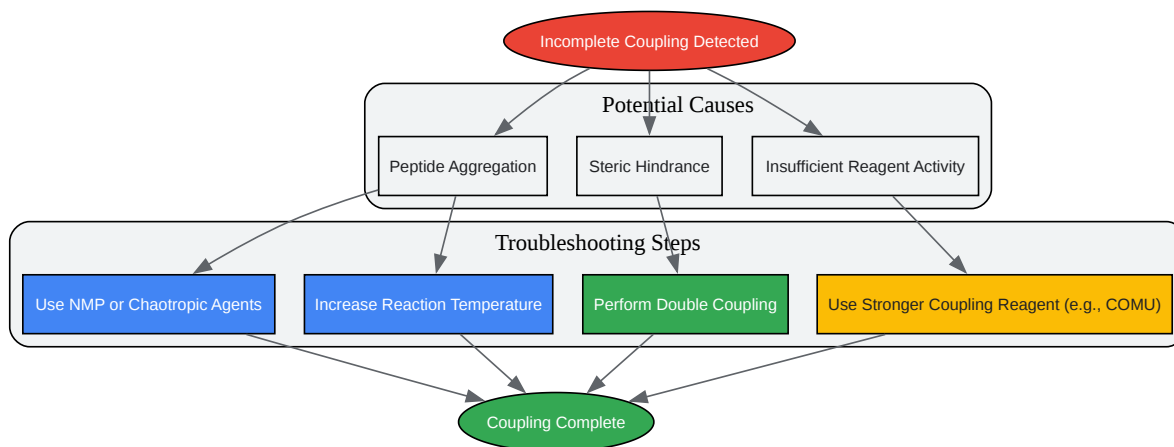 Incomplete Coupling Detected
Potential Causes
Peptide Aggregation
Steric Hindrance
Insufficient Reagent Activity
Troubleshooting Steps
Use NMP or Chaotropic Agents
Increase Reaction Temperature
Perform Double Coupling
Use Stronger Coupling Reagent (e.g., COMU)
Coupling Complete